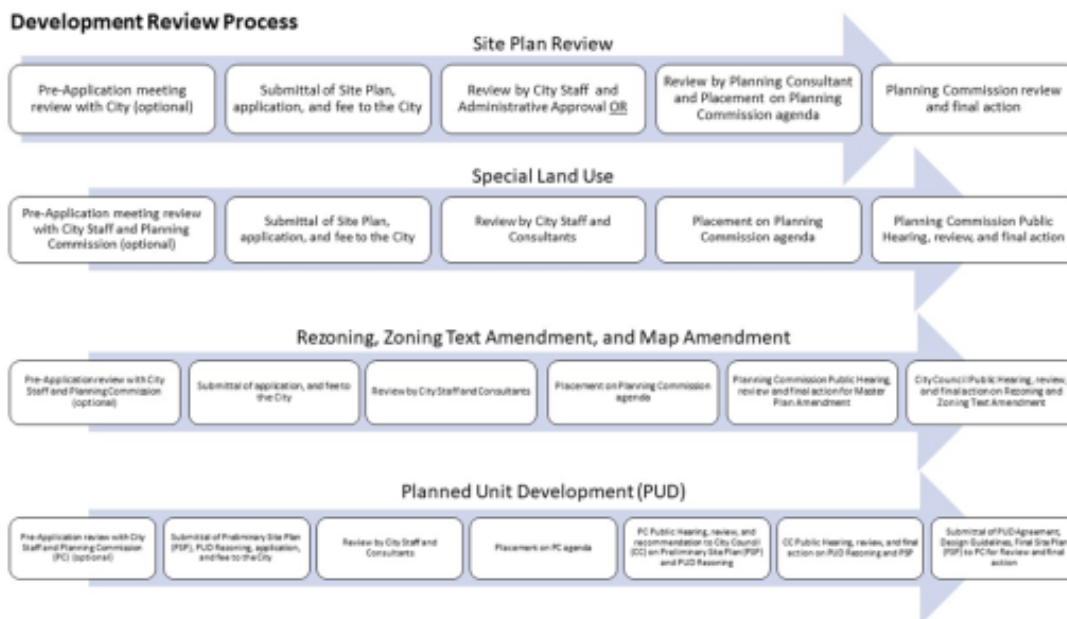 Development Review Process
Site Plan Review
Pre-Application meeting
review with City (optional)
Submittal of Site Plan,
application, and fee to the City
Review by City Staff and
Administrative Approval OR
Review by Planning Consultant
and Placement on Planning
Commission agenda
Planning Commission review
and final action
Special Land Use
Pre-Application meeting review
with City Staff and Planning
Commission (optional)
Submittal of Site Plan,
application, and fee to the City
Review by City Staff and
Consultants
Placement on Planning
Commission agenda
Planning Commission Public
Hearing, review, and final action
Rezoning, Zoning Text Amendment, and Map Amendment
Pre-Application review with City
Staff and Planning Commission
(optional)
Submittal of application, and fee to
the City
Review by City Staff and Consultants
Placement on Planning Commission
agenda
Planning Commission Public Hearing,
review and final action for Master
Plan Amendment
City Council Public Hearing, review,
and final action on Rezoning and
Zoning Text Amendment
Planned Unit Development (PUD)
Pre-Application review with City
Staff and Planning Commission
(PC) (optional)
Submittal of Preliminary Site Plan
(PSP), PUD Rezoning, application,
and fee to the City
Review by City Staff and
Consultants
Placement on PC agenda
PC Public Hearing, review, and
recommendation to City Council
(CC) on Preliminary Site Plan (PSP)
and PUD Rezoning
CC Public Hearing, review, and final
action on PUD Rezoning and PSP
Submittal of PUD Agreement,
Design Guidelines, Final Site Plan
(FSP) to PC for Review and final
action